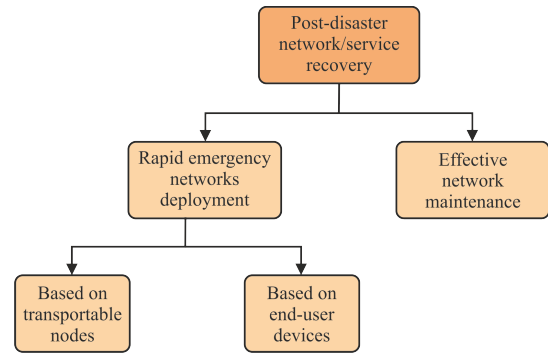 Post-disaster
network/service
recovery
Rapid emergency
networks
deployment
Effective
network
maintenance
Based on
transportable
nodes
Based on
end-user
devices